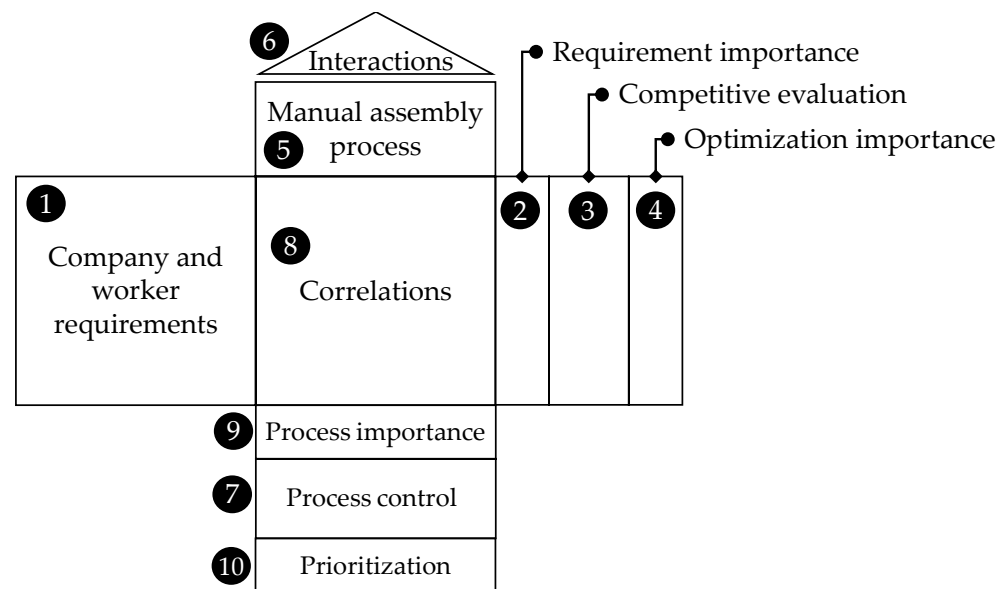 6
Interactions
Requirement importance
Competitive evaluation
Optimization importance
Manual assembly
process
5
1
Company and
worker
requirements
8
Correlations
2
3
4
9
Process importance
7
Process control
10
Prioritization